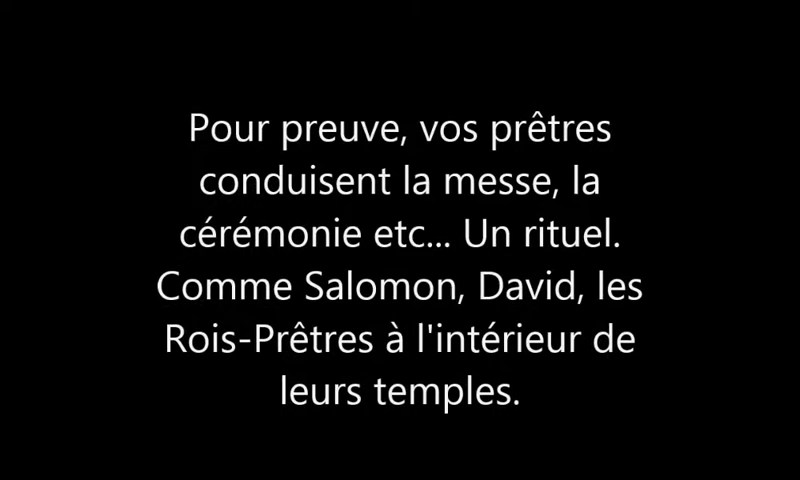 Pour preuve, vos prêtres
conduisent la messe, la
cérémonie etc... Un rituel.
Comme Salomon, David, les
Rois-Prêtres à l'intérieur de
leurs temples.